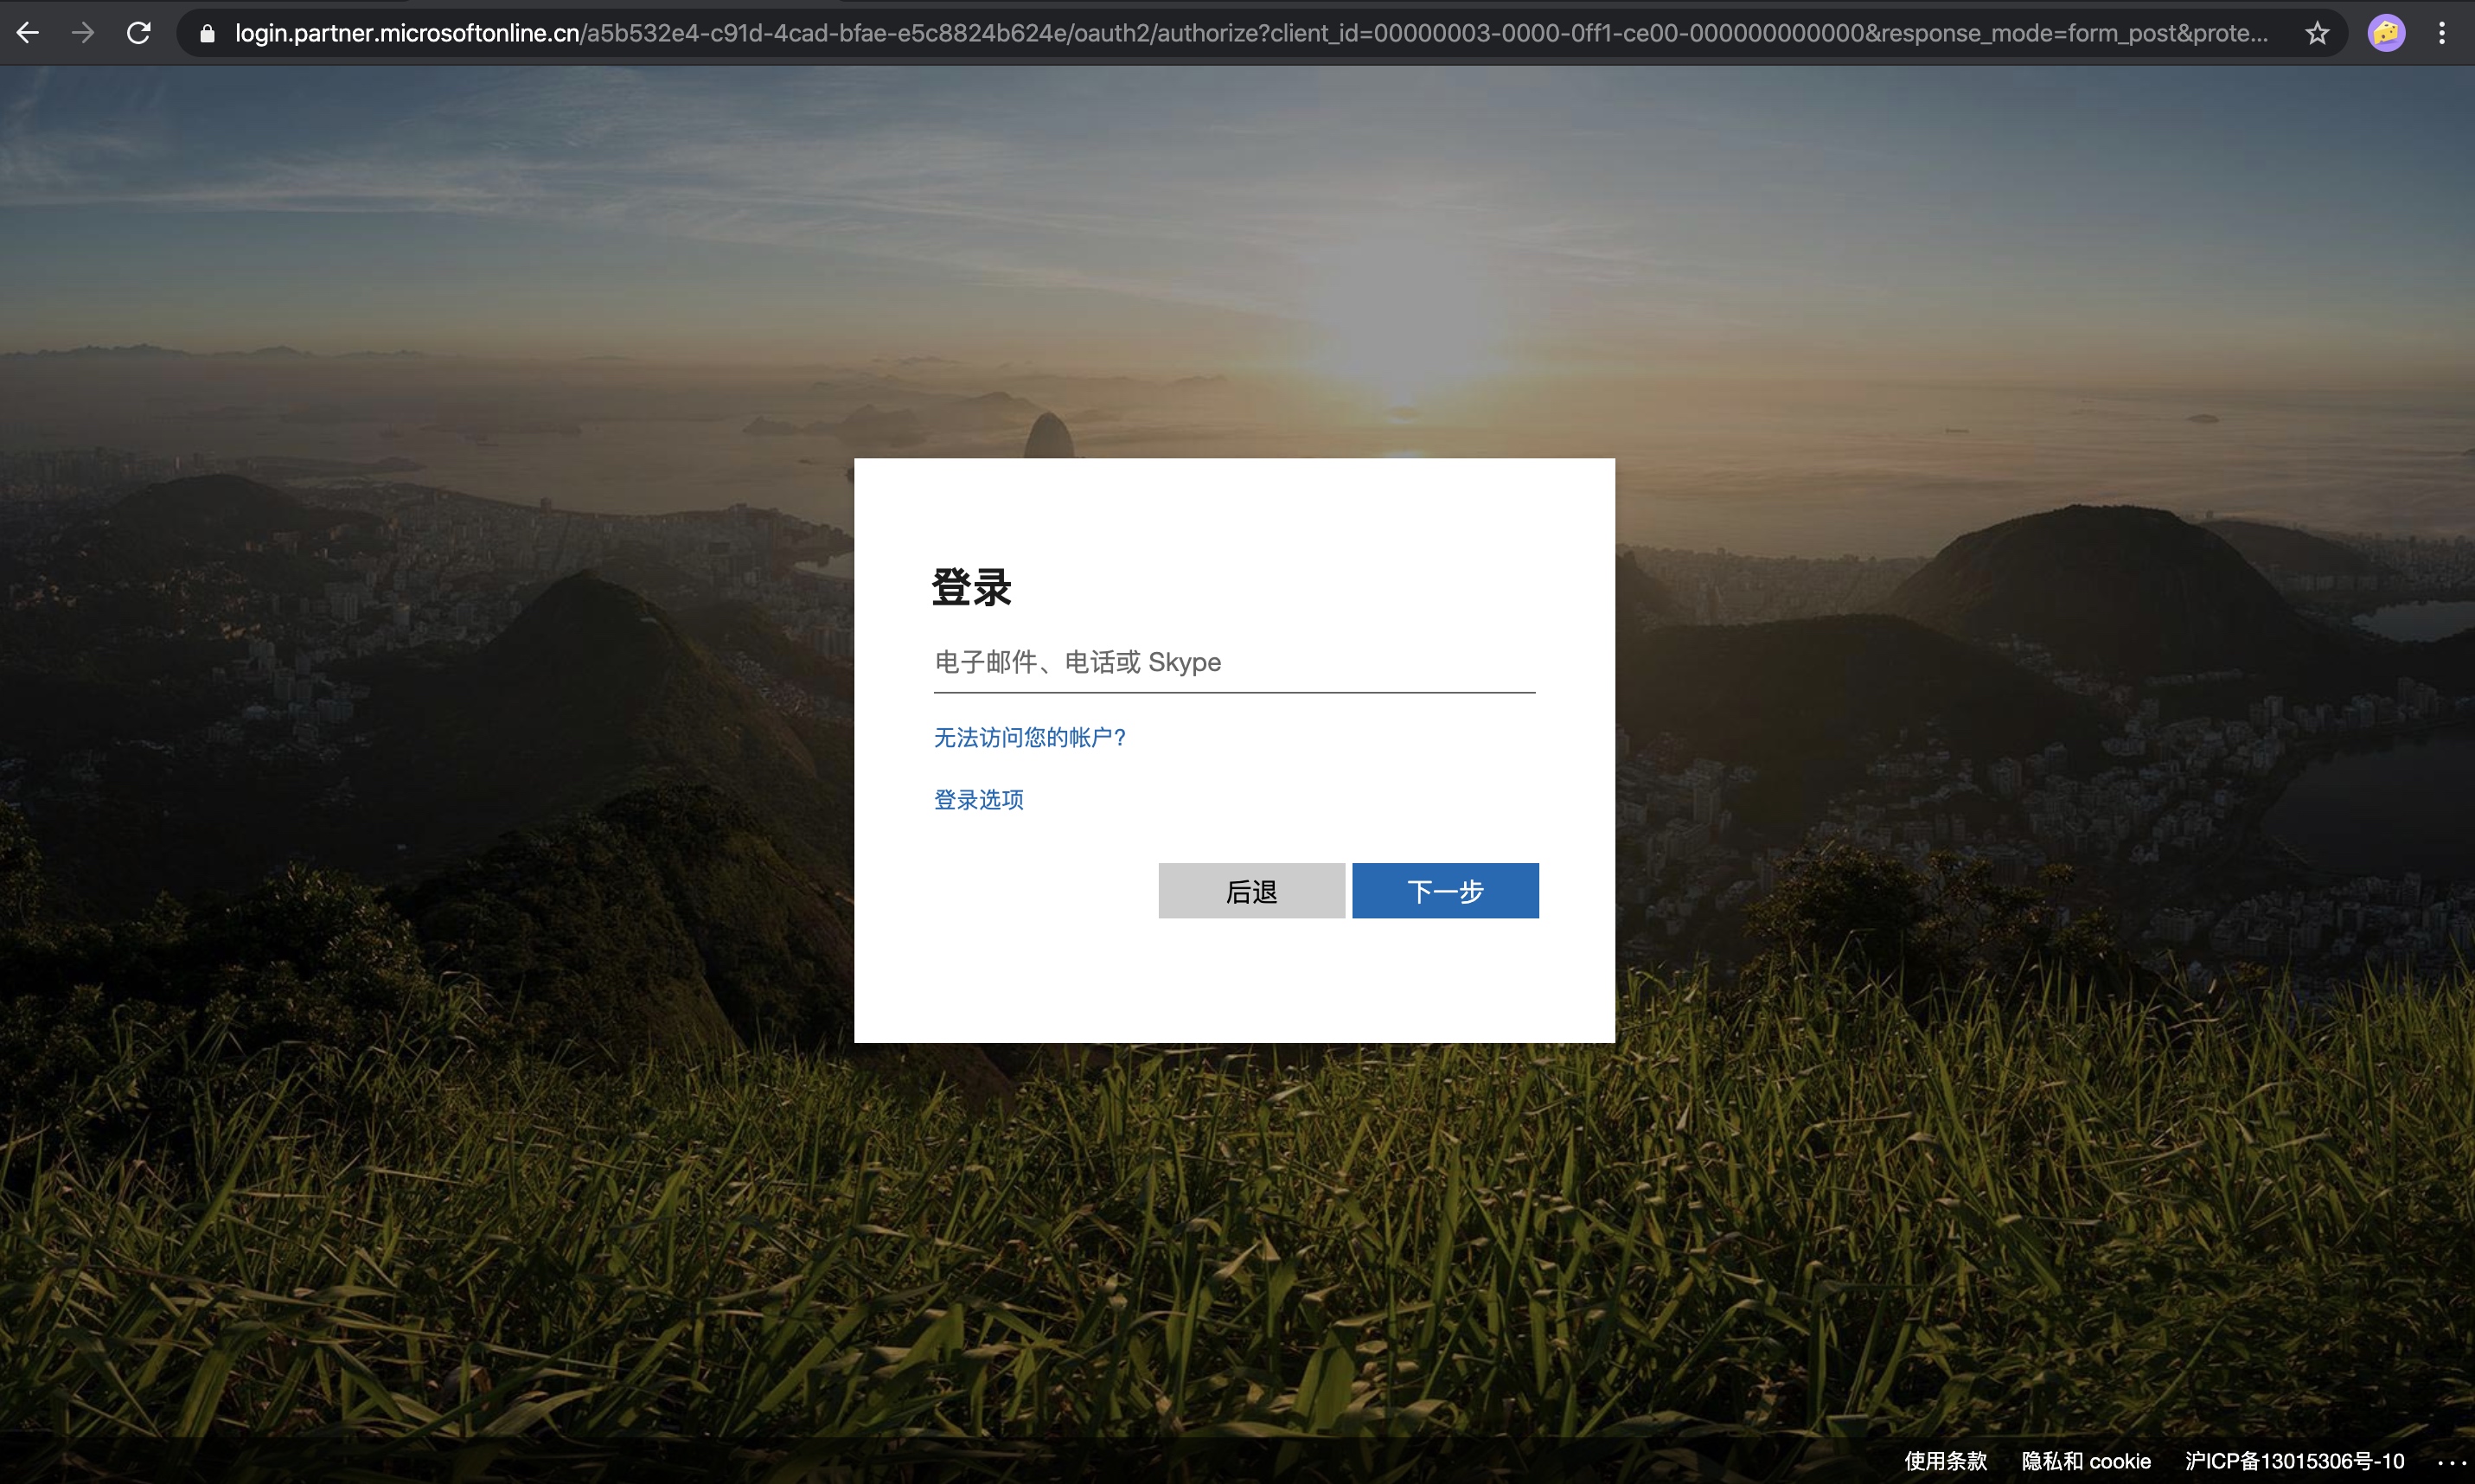 login.partner.microsoftonline.cn/a5b532e4-c91d-4cad-bfae-e5c8824b624e/oauth2/authorize?client_id=00000003-0000-0ff1-ce00-000000000000&response_mode=form_post&prote...
登录
电子邮件、电话或 Skype
无法访问您的帐户?
登录选项
后退 下一步
使用条款 隐私和 cookie 沪ICP备13015306号-10 ...